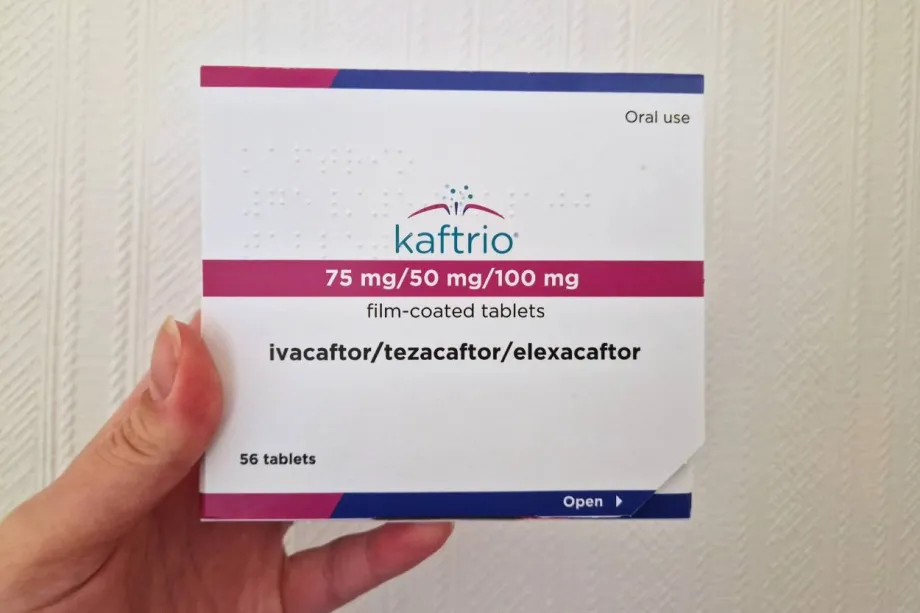 Oral use
kaftrio®
75 mg/50 mg/100 mg
film-coated tablets
ivacaftor/tezacaftor/elexacaftor
56 tablets
Open